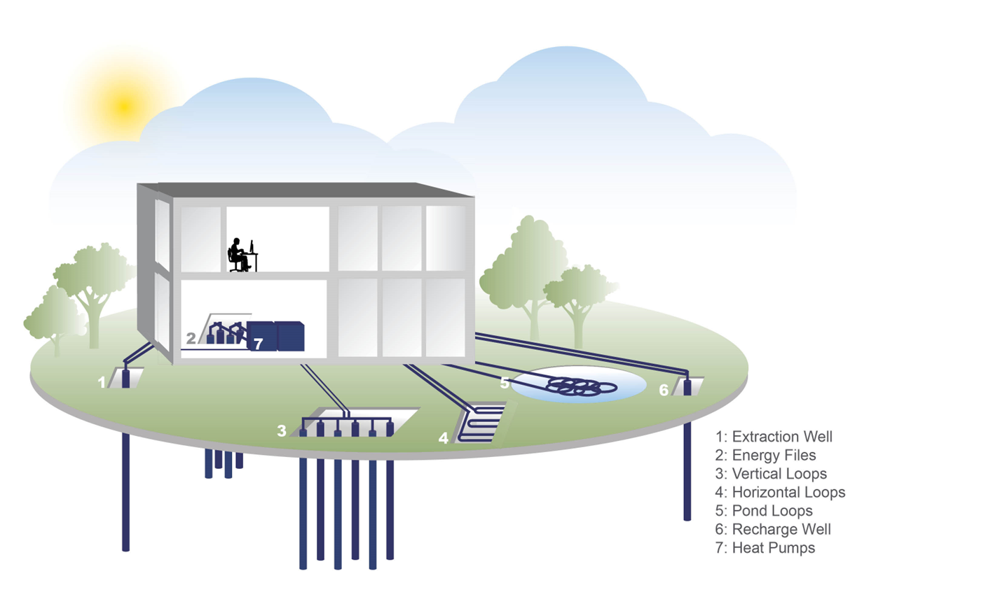 2
7
1
5
6
3
4
1: Extraction Well
2: Energy Files
3: Vertical Loops
4: Horizontal Loops
5: Pond Loops
6: Recharge Well
7: Heat Pumps